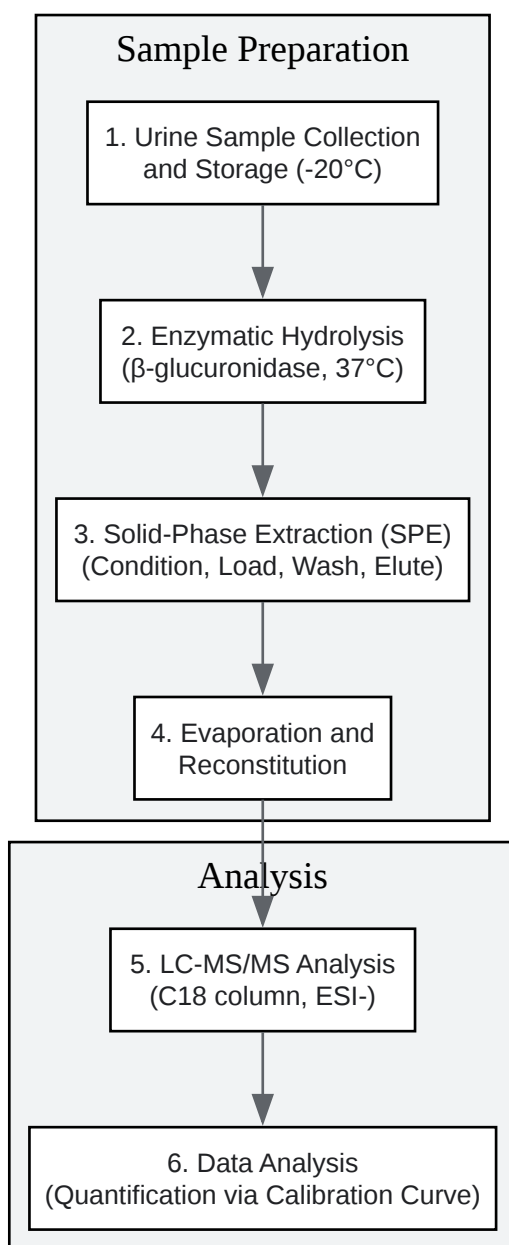 Sample Preparation
1. Urine Sample Collection
and Storage (-20°C)
2. Enzymatic Hydrolysis
(β-glucuronidase, 37°C)
3. Solid-Phase Extraction (SPE)
(Condition, Load, Wash, Elute)
4. Evaporation and
Reconstitution
Analysis
5. LC-MS/MS Analysis
(C18 column, ESI-)
6. Data Analysis
(Quantification via Calibration Curve)